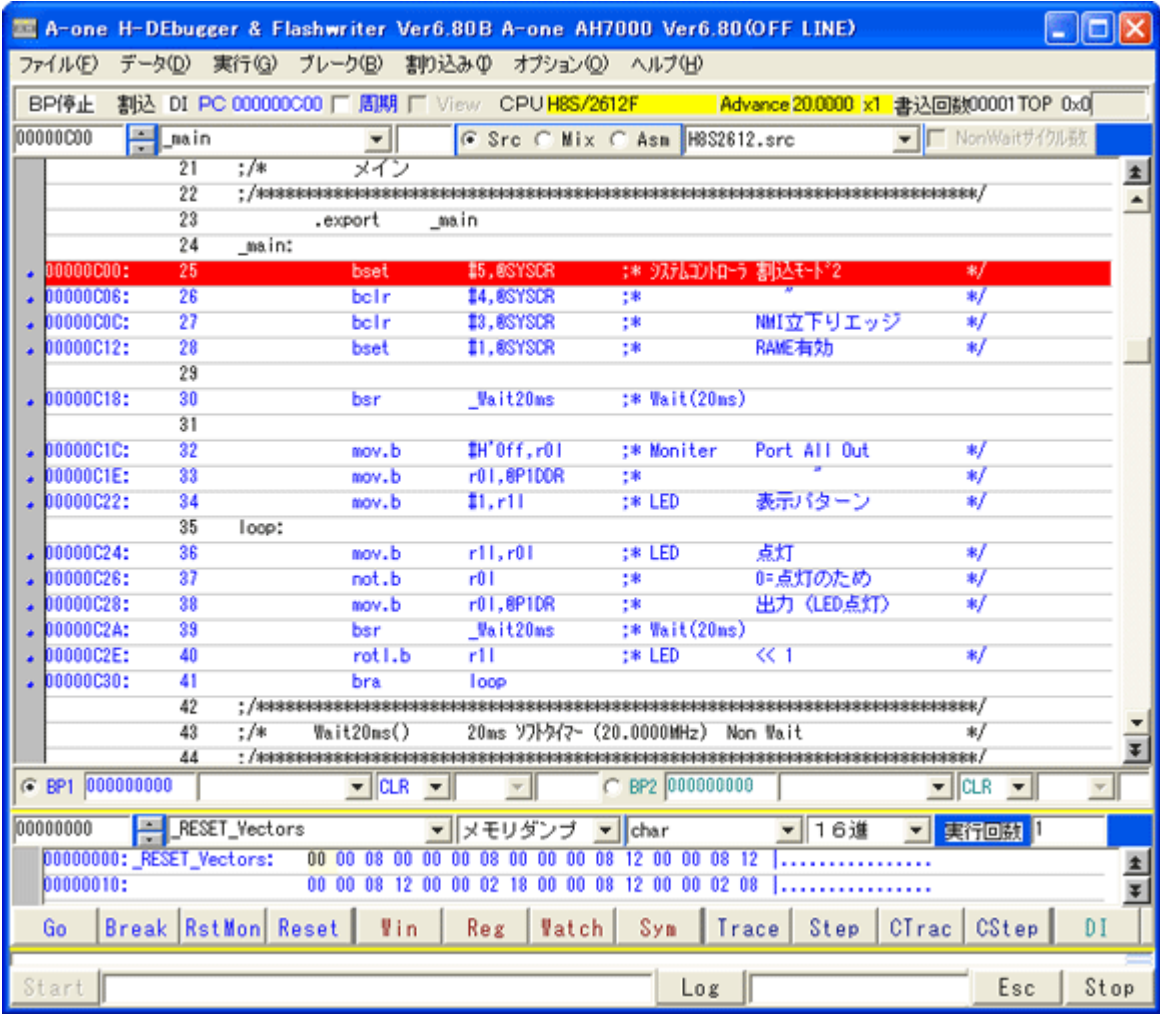 A-one H-DEbugger & Flashwriter Ver6.80B A-one AH7000 Ver6.80(OFF LINE)
ファイル(F) データ(D) 実行(G) ブレーク(B) 割り込み(I) オプション(O) ヘルプ(H)
BP停止 割込 DI PC 000000C00 周期 View CPU H8S/2612F Advance 20.0000 x1 書込回数00001 TOP 0x0
00000C00 _main Src Mix Asm H8S2612.src NonWaitサイクル数
21 ;/* メイン
22 ;/****************************************************************************/
23 .export _main
24 _main:
00000C00: 25 bset #5,@SYSCR ;* システムコントローラ 割込モード2 */
00000C06: 26 bclr #4,@SYSCR ;* 〃 */
00000C0C: 27 bclr #3,@SYSCR ;* NMI立下りエッジ */
00000C12: 28 bset #1,@SYSCR ;* RAME有効 */
29
00000C18: 30 bsr _Wait20ms ;* Wait(20ms)
31
00000C1C: 32 mov.b #H'0ff,r0l ;* Moniter Port All Out */
00000C1E: 33 mov.b r0l,@P1DDR ;* 〃 */
00000C22: 34 mov.b #1,r1l ;* LED 表示パターン */
35 loop:
00000C24: 36 mov.b r1l,r0l ;* LED 点灯 */
00000C26: 37 not.b r0l ;* 0=点灯のため */
00000C28: 38 mov.b r0l,@P1DR ;* 出力 (LED点灯) */
00000C2A: 39 bsr _Wait20ms ;* Wait(20ms)
00000C2E: 40 rotl.b r1l ;* LED << 1 */
00000C30: 41 bra loop
42 ;/****************************************************************************/
43 ;/* Wait20ms() 20ms ソフトタイマー (20.0000MHz) Non Wait */
44 ;/****************************************************************************/
BP1 000000000 CLR BP2 000000000 CLR
00000000 _RESET_Vectors メモリダンプ char 16進 実行回数 1
00000000:_RESET_Vectors: 00 00 08 00 00 00 08 00 00 00 08 12 00 00 08 12 |................
00000010: 00 00 08 12 00 00 02 18 00 00 08 12 00 00 02 08 |................
Go Break RstMon Reset Win Reg Watch Sym Trace Step CTrac CStep DI
Start Log Esc Stop